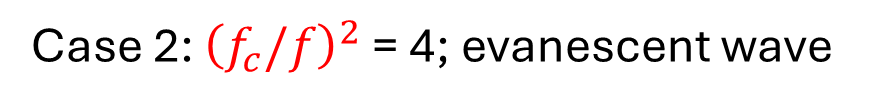 Case 2: (f_c/f)² = 4; evanescent wave